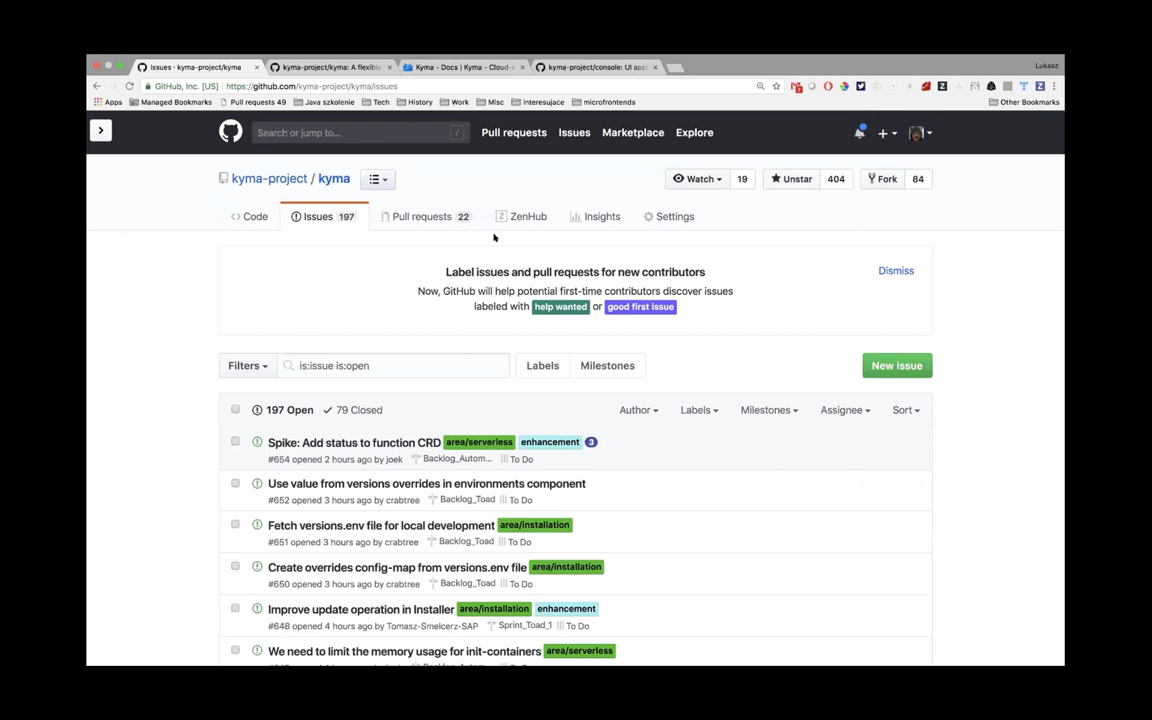 Issues · kyma-project/kyma
kyma-project/kyma: A flexible
Kyma - Docs | Kyma - Cloud-n
kyma-project/console: UI app
Lukasz
GitHub, Inc. [US] https://github.com/kyma-project/kyma/issues
Apps Managed Bookmarks Pull requests 49 Java szkolenie Tech History Work Misc interesujace microfrontends Other Bookmarks
Search or jump to... / Pull requests Issues Marketplace Explore
kyma-project / kyma Watch 19 Unstar 404 Fork 84
Code Issues 197 Pull requests 22 ZenHub Insights Settings
Label issues and pull requests for new contributors Dismiss
Now, GitHub will help potential first-time contributors discover issues
labeled with help wanted or good first issue
Filters is:issue is:open Labels Milestones New issue
197 Open 79 Closed Author Labels Milestones Assignee Sort
Spike: Add status to function CRD area/serverless enhancement 3
#654 opened 2 hours ago by joek Backlog_Autom... To Do
Use value from versions overrides in environments component
#652 opened 3 hours ago by crabtree Backlog_Toad To Do
Fetch versions.env file for local development area/installation
#651 opened 3 hours ago by crabtree Backlog_Toad To Do
Create overrides config-map from versions.env file area/installation
#650 opened 3 hours ago by crabtree Backlog_Toad To Do
Improve update operation in Installer area/installation enhancement
#648 opened 4 hours ago by Tomasz-Smelcerz-SAP Sprint_Toad_1 To Do
We need to limit the memory usage for init-containers area/serverless